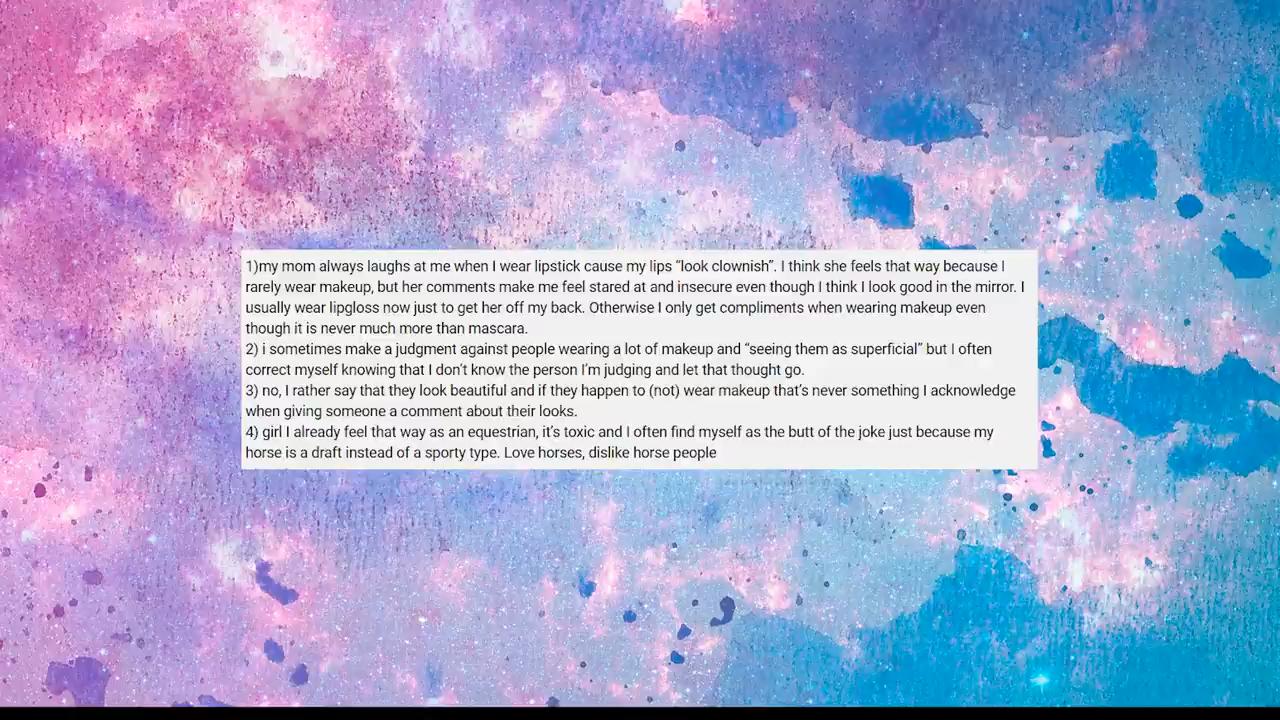 1)my mom always laughs at me when I wear lipstick cause my lips “look clownish”. I think she feels that way because I
rarely wear makeup, but her comments make me feel stared at and insecure even though I think I look good in the mirror. I
usually wear lipgloss now just to get her off my back. Otherwise I only get compliments when wearing makeup even
though it is never much more than mascara.
2) i sometimes make a judgment against people wearing a lot of makeup and “seeing them as superficial” but I often
correct myself knowing that I don’t know the person I’m judging and let that thought go.
3) no, I rather say that they look beautiful and if they happen to (not) wear makeup that’s never something I acknowledge
when giving someone a comment about their looks.
4) girl I already feel that way as an equestrian, it’s toxic and I often find myself as the butt of the joke just because my
horse is a draft instead of a sporty type. Love horses, dislike horse people